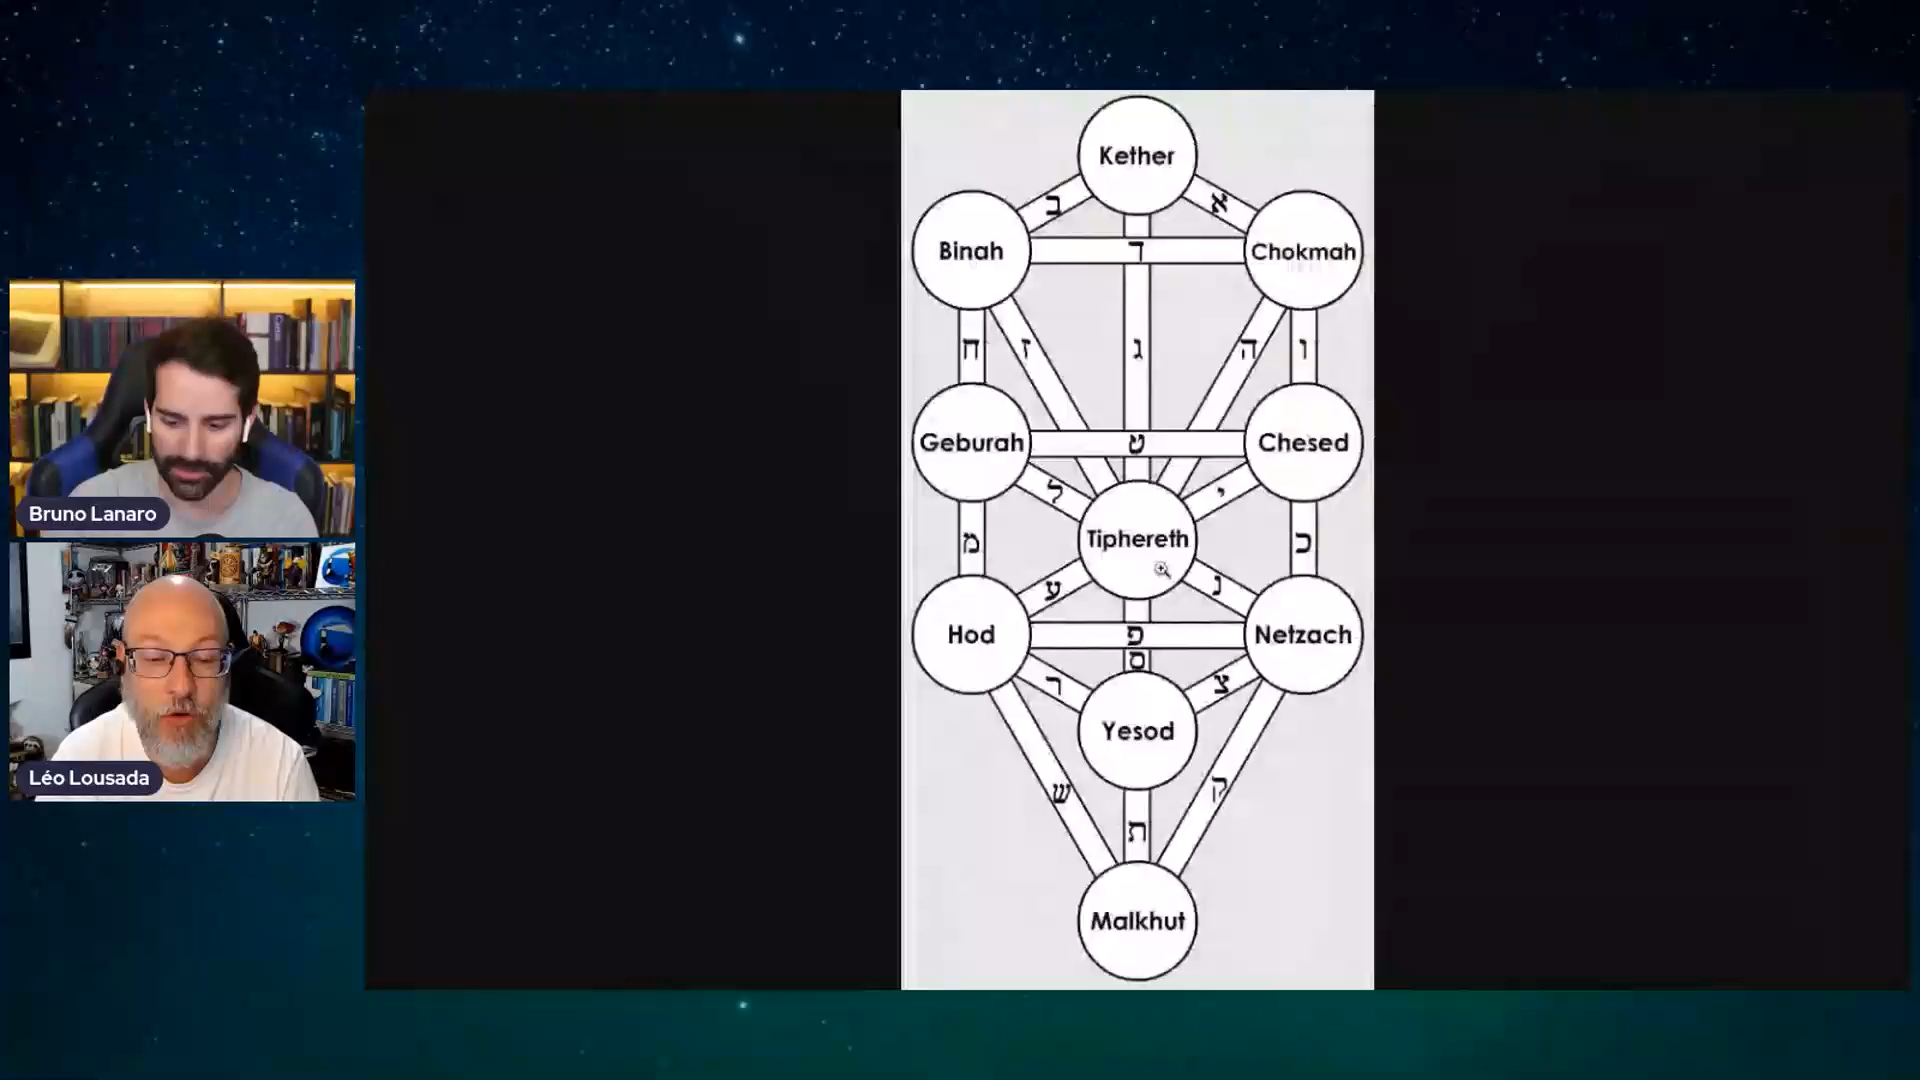 Kether
ב
א
Binah
ד
Chokmah
ח
ז
ג
ה
ו
Geburah
ט
Chesed
ל
י
מ
Tiphereth
כ
ע
נ
Hod
פ
Netzach
ס
ר
צ
Yesod
ש
ק
ת
Malkhut
Bruno Lanaro
Léo Lousada